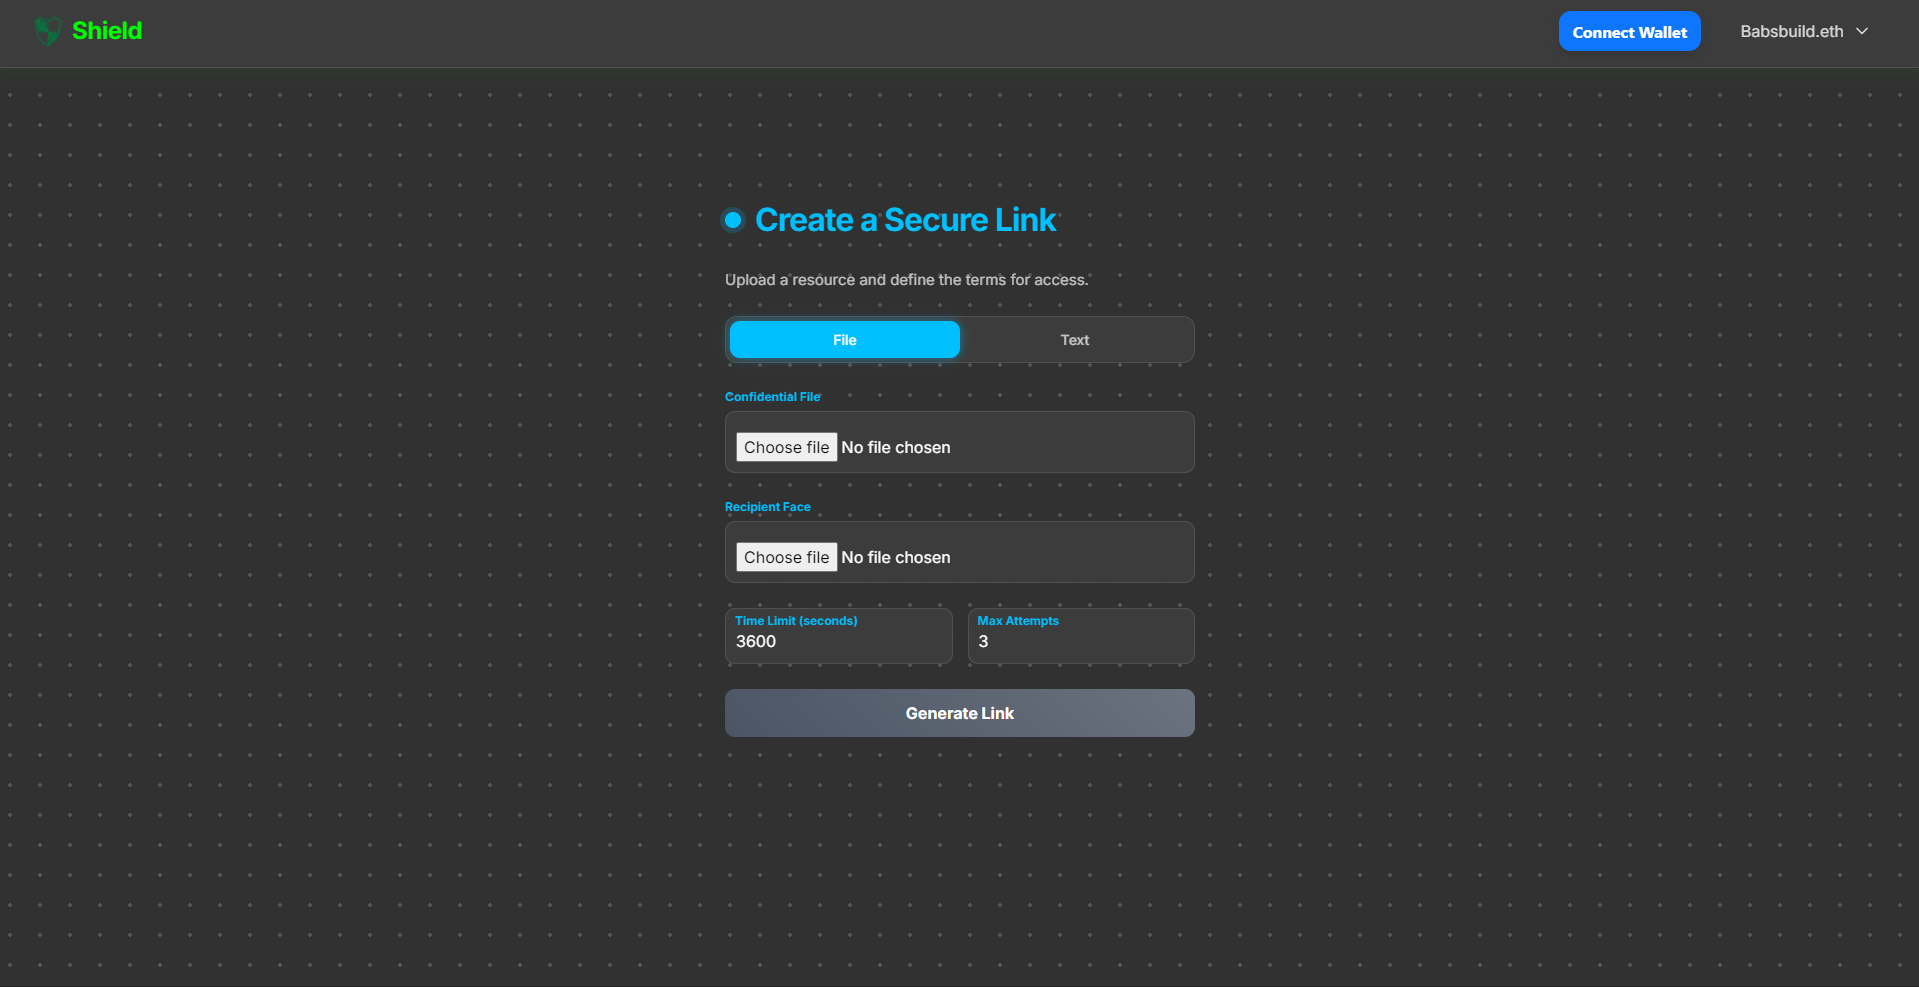 Shield
Connect Wallet
Babsbuild.eth
Create a Secure Link
Upload a resource and define the terms for access.
File
Text
Confidential File
Choose file No file chosen
Recipient Face
Choose file No file chosen
Time Limit (seconds)
3600
Max Attempts
3
Generate Link